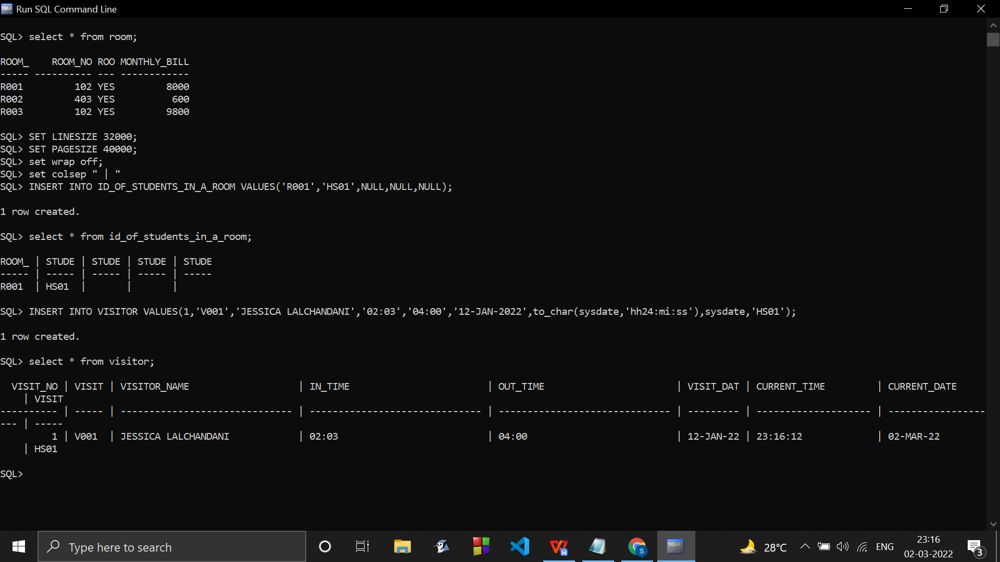 Run SQL Command Line
SQL> select * from room;
ROOM_    ROOM_NO ROO MONTHLY_BILL
----- ---------- --- ------------
R001         102 YES         8000
R002         403 YES          600
R003         102 YES         9800
SQL> SET LINESIZE 32000;
SQL> SET PAGESIZE 40000;
SQL> set wrap off;
SQL> set colsep " | "
SQL> INSERT INTO ID_OF_STUDENTS_IN_A_ROOM VALUES('R001','HS01',NULL,NULL,NULL);
1 row created.
SQL> select * from id_of_students_in_a_room;
ROOM_ | STUDE | STUDE | STUDE | STUDE
----- | ----- | ----- | ----- | -----
R001  | HS01  |       |       |
SQL> INSERT INTO VISITOR VALUES(1,'V001','JESSICA LALCHANDANI','02:03','04:00','12-JAN-2022',to_char(sysdate,'hh24:mi:ss'),sysdate,'HS01');
1 row created.
SQL> select * from visitor;
  VISIT_NO | VISIT | VISITOR_NAME                   | IN_TIME                        | OUT_TIME                       | VISIT_DAT | CURRENT_TIME         | CURRENT_DATE
    | VISIT
---------- | ----- | ------------------------------ | ------------------------------ | ------------------------------ | --------- | -------------------- | -----------------
--- | -----
         1 | V001  | JESSICA LALCHANDANI            | 02:03                          | 04:00                          | 12-JAN-22 | 23:16:12             | 02-MAR-22
    | HS01
SQL>
Type here to search
28°C
ENG
23:16
02-03-2022
3